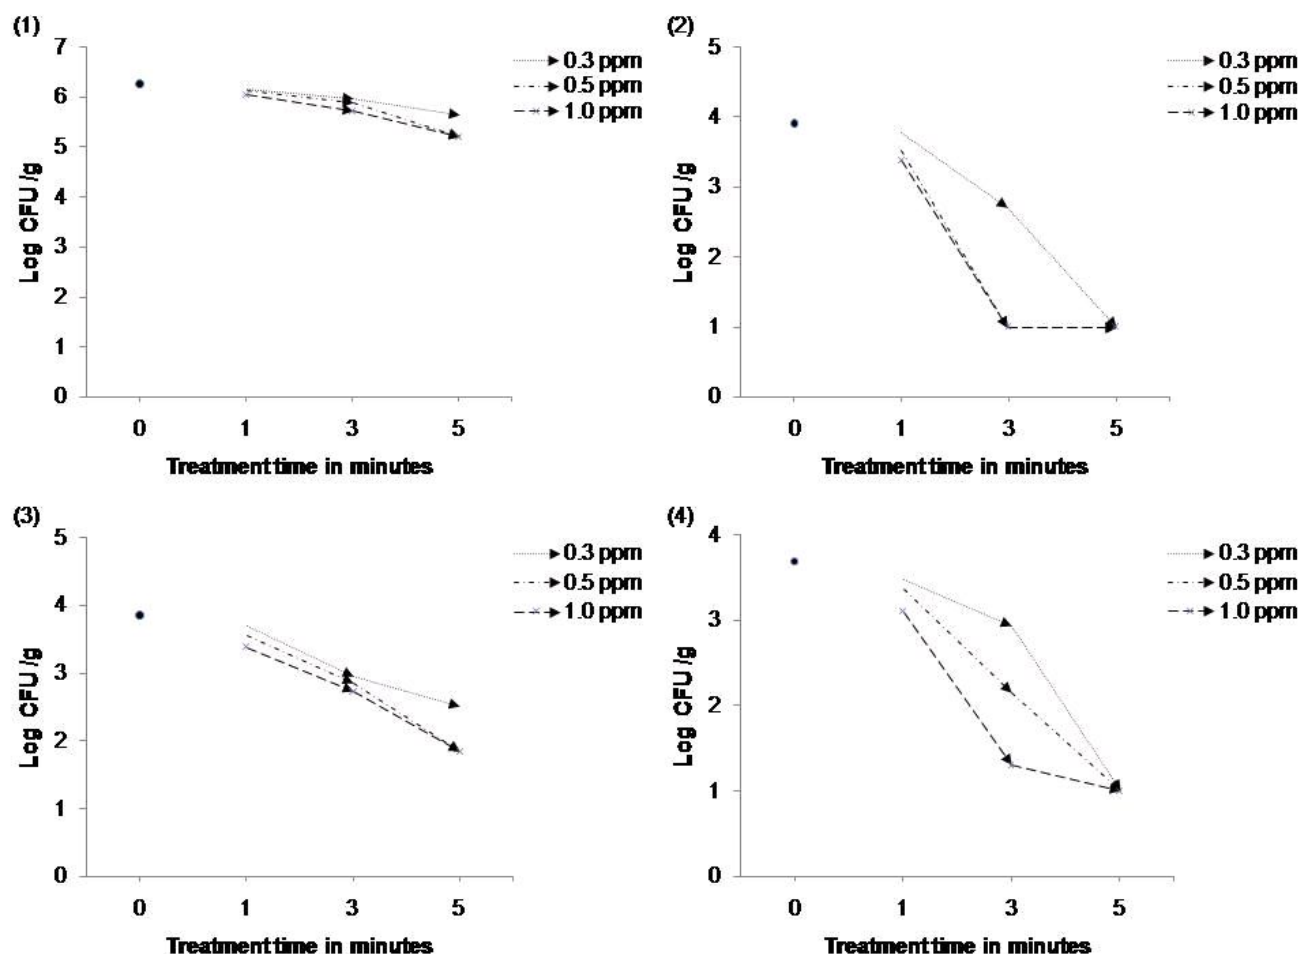 (1)
7
6
5
4
3
2
1
0
Log CFU /g
0 1 3 5
Treatment time in minutes
0.3 ppm
0.5 ppm
1.0 ppm
(2)
5
4
3
2
1
0
Log CFU /g
0 1 3 5
Treatment time in minutes
0.3 ppm
0.5 ppm
1.0 ppm
(3)
5
4
3
2
1
0
Log CFU /g
0 1 3 5
Treatment time in minutes
0.3 ppm
0.5 ppm
1.0 ppm
(4)
4
3
2
1
0
Log CFU /g
0 1 3 5
Treatment time in minutes
0.3 ppm
0.5 ppm
1.0 ppm